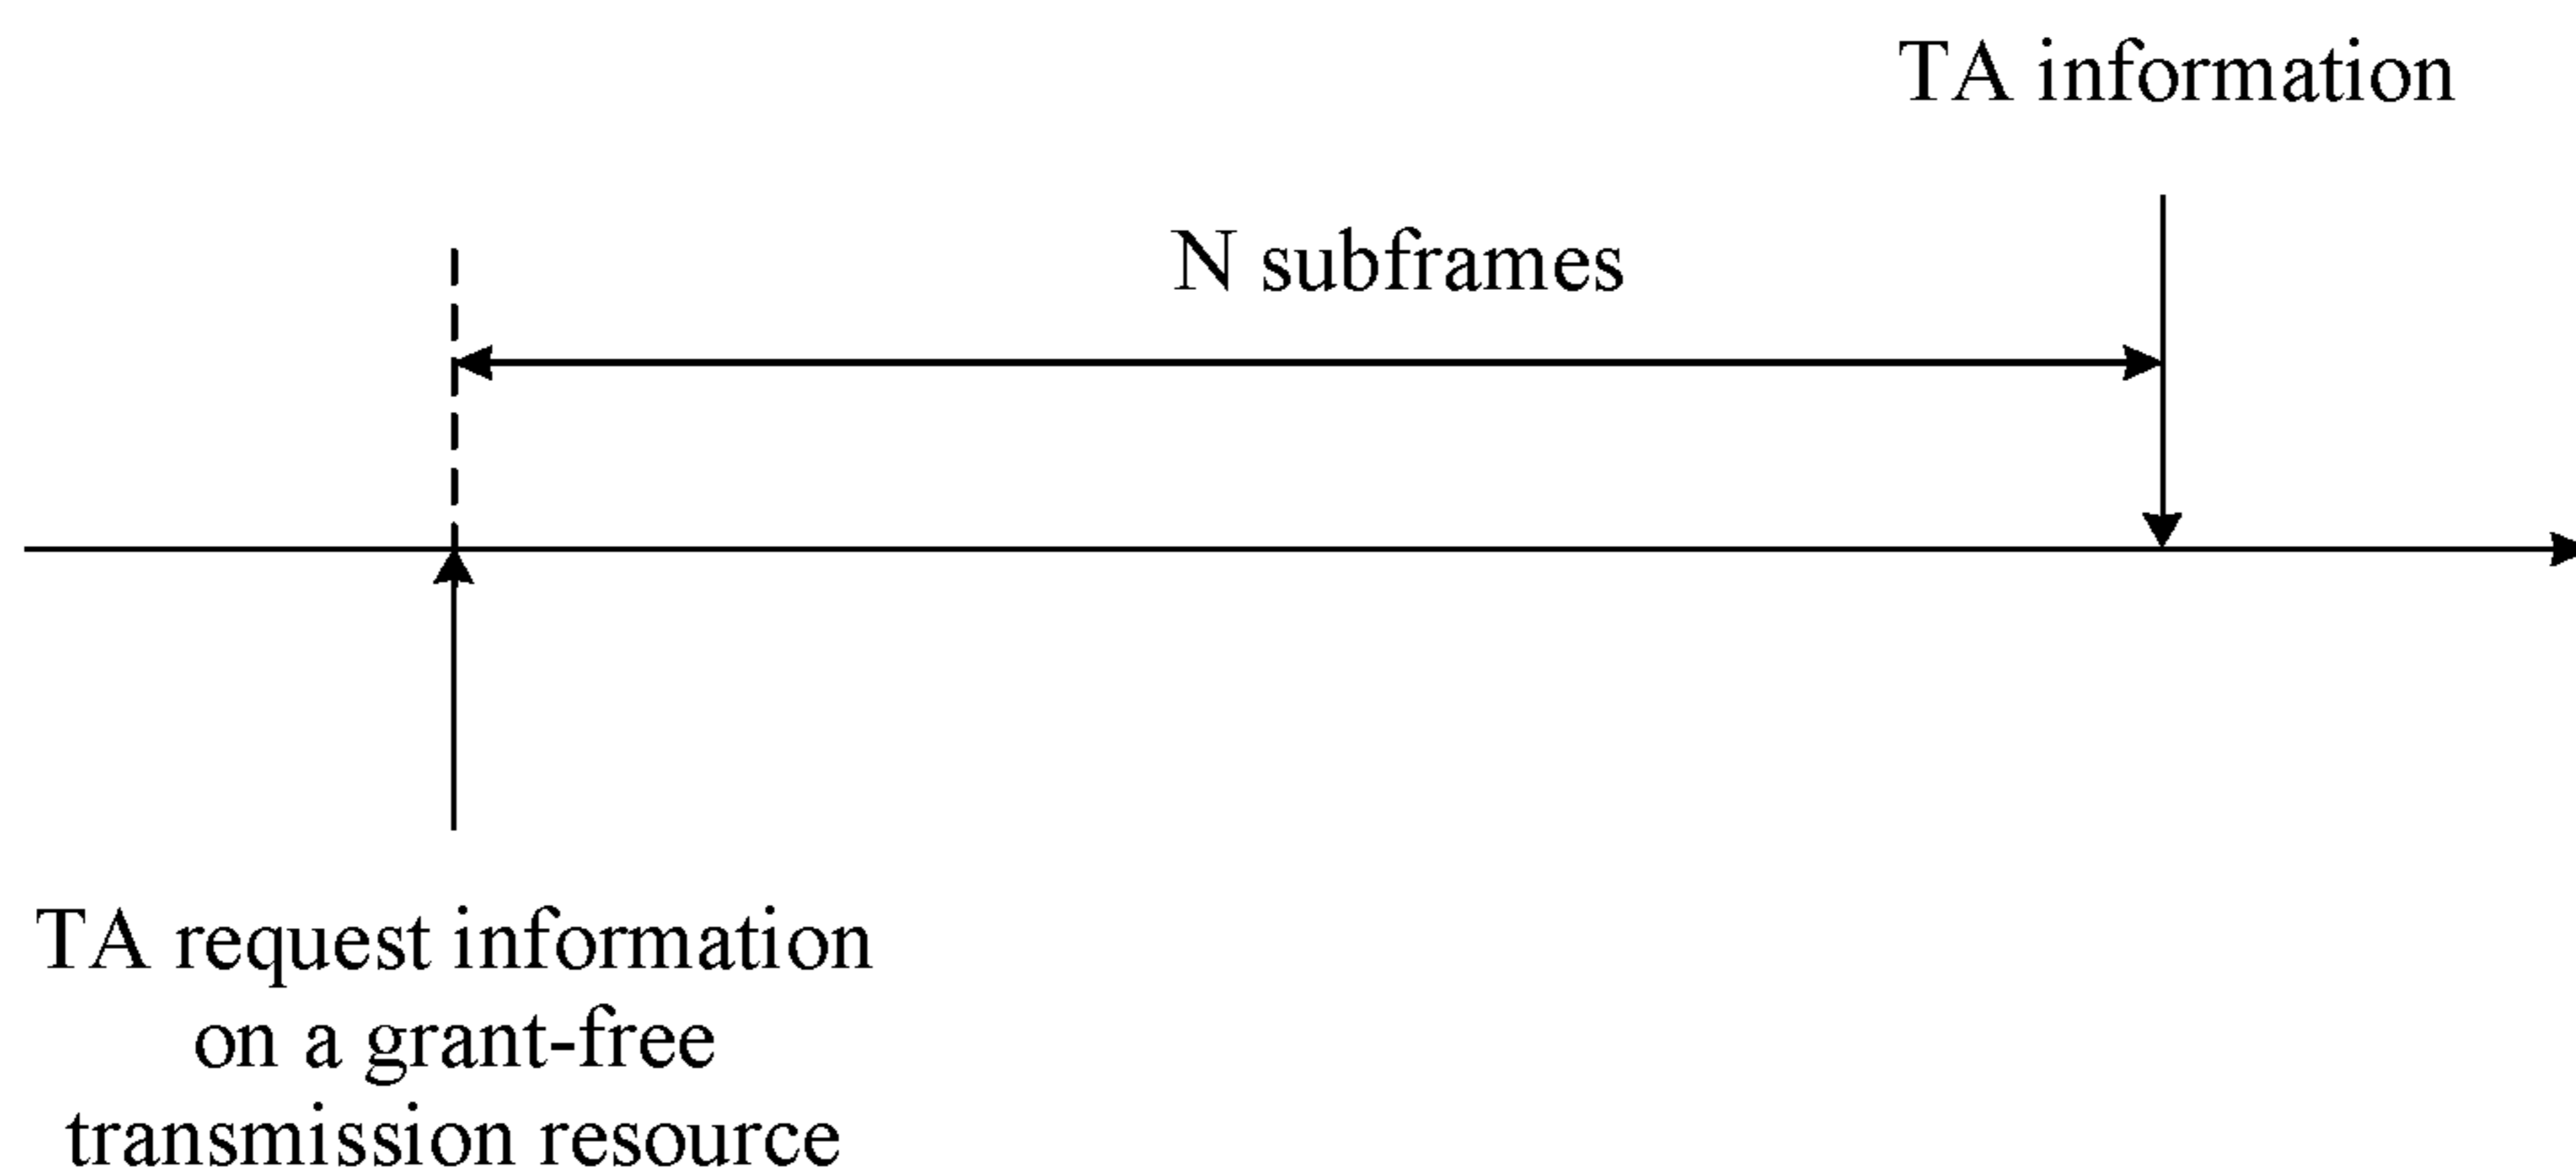 TA information
N subframes
TA request information
on a grant-free
transmission resource